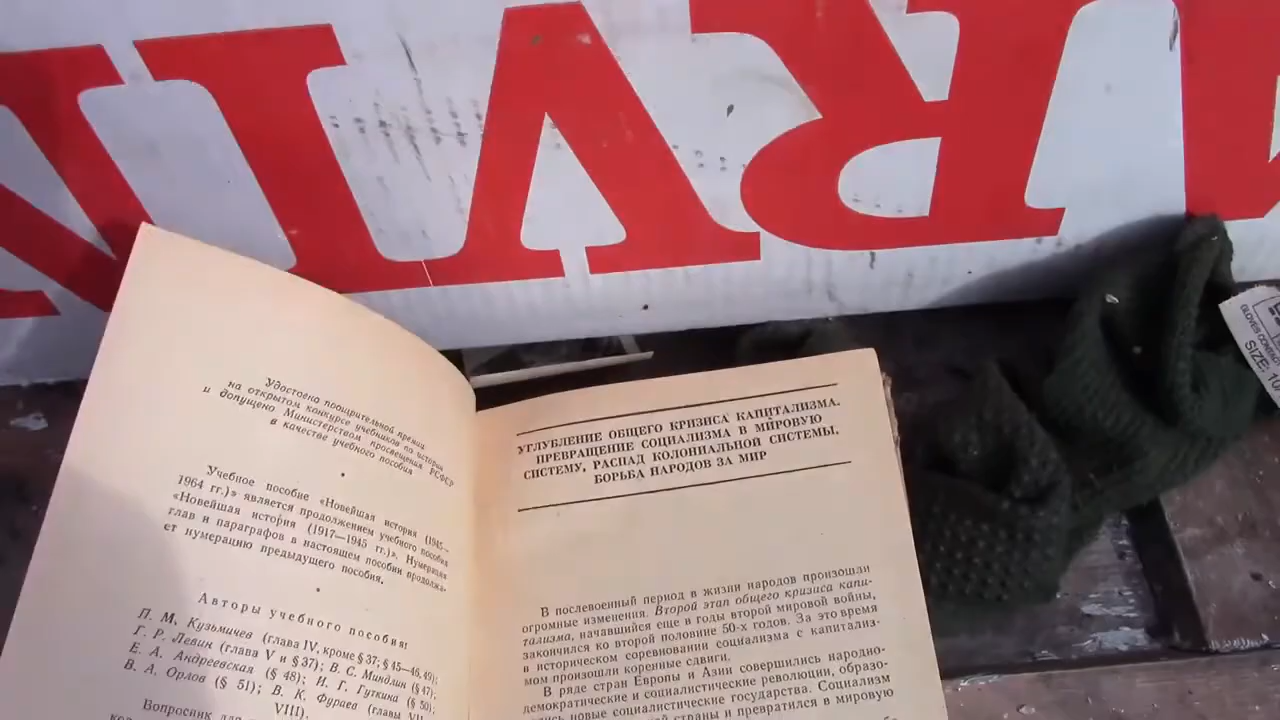 Удостоена поощрительной премии
на открытом конкурсе учебников по истории
и допущено Министерством просвещения РСФСР
в качестве учебного пособия
Учебное пособие «Новейшая история (1945–
1964 гг.)» является продолжением учебного пособия
«Новейшая история (1917—1945 гг.)». Нумерация
глав и параграфов в настоящем пособии продолжа-
ет нумерацию предыдущего пособия.
Авторы учебного пособия:
П. М. Кузьмичев (глава IV, кроме § 37; § 45—46, 49);
Г. Р. Левин (глава V и § 37); В. С. Миндлин (§ 47);
Е. А. Андреевская (§ 48); И. Г. Гуткина (§ 50);
В. А. Орлов (§ 51); В. К. Фураев (главы VII
VIII).
Вопросник для
УГЛУБЛЕНИЕ ОБЩЕГО КРИЗИСА КАПИТАЛИЗМА.
ПРЕВРАЩЕНИЕ СОЦИАЛИЗМА В МИРОВУЮ
СИСТЕМУ, РАСПАД КОЛОНИАЛЬНОЙ СИСТЕМЫ.
БОРЬБА НАРОДОВ ЗА МИР
В послевоенный период в жизни народов произошли
огромные изменения. Второй этап общего кризиса капи-
тализма, начавшийся еще в годы второй мировой войны,
закончился ко второй половине 50-х годов. За это время
в историческом соревновании социализма с капитализ-
мом произошли коренные сдвиги.
В ряде стран Европы и Азии совершились народно-
демократические и социалистические революции, образо-
лись новые социалистические государства. Социализм
страны и превратился в мировую
SIZE: 10